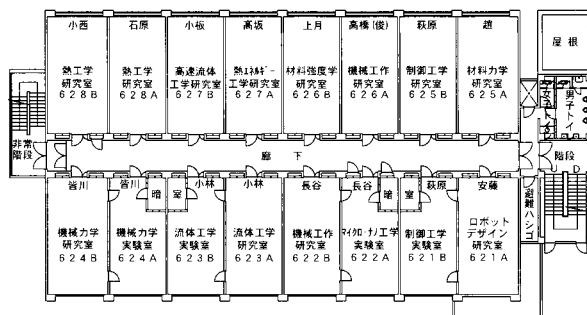 小西
熱工学
研究室
628B
石原
熱工学
研究室
628A
小板
高速流体
工学研究室
627B
高坂
熱エネルギー
工学研究室
627A
上月
材料強度学
研究室
626B
高橋(俊)
機械工作
研究室
626A
萩原
制御工学
研究室
625B
趙
材料力学
研究室
625A
屋根
女子トイレ
男子トイレ
非常
階段
廊下
階段
皆川
機械力学
研究室
624B
皆川
機械力学
実験室
624A
暗室
小林
流体工学
実験室
623B
小林
流体工学
研究室
623A
長谷
機械工作
研究室
622B
長谷
マイクロ・ナノ工学
実験室
622A
暗室
萩原
制御工学
実験室
621B
安藤
ロボット
デザイン
研究室
621A
避難ハシゴ